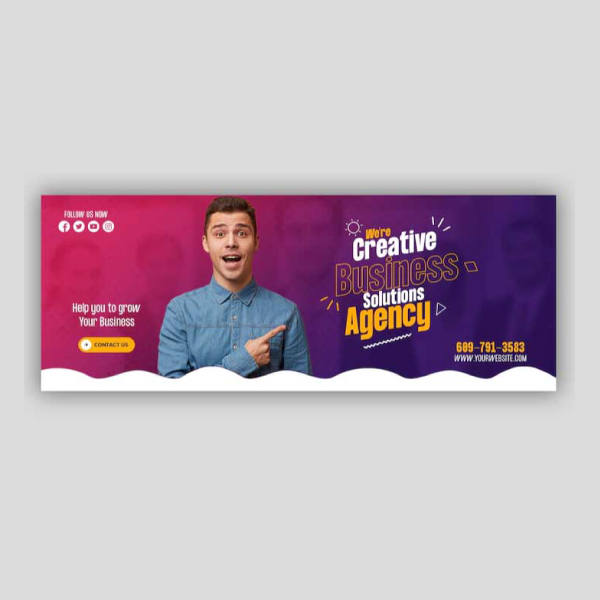 FOLLOW US NOW
Help you to grow
Your Business
CONTACT US
We're
Creative
Business
Solutions
Agency
609-791-3583
WWW.YOURWEBSITE.COM